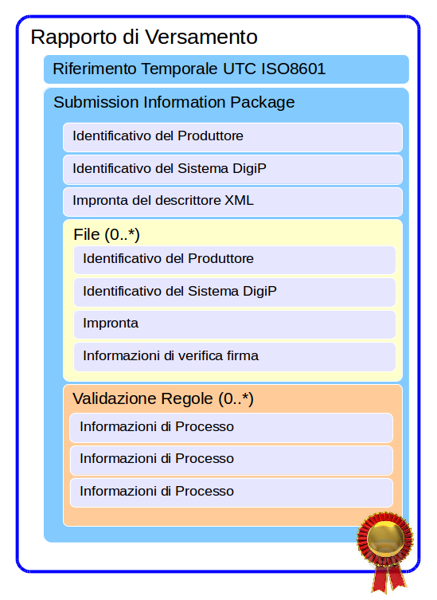 Rapporto di Versamento
Riferimento Temporale UTC ISO8601
Submission Information Package
Identificativo del Produttore
Identificativo del Sistema DigiP
Impronta del descrittore XML
File (0..*)
Identificativo del Produttore
Identificativo del Sistema DigiP
Impronta
Informazioni di verifica firma
Validazione Regole (0..*)
Informazioni di Processo
Informazioni di Processo
Informazioni di Processo